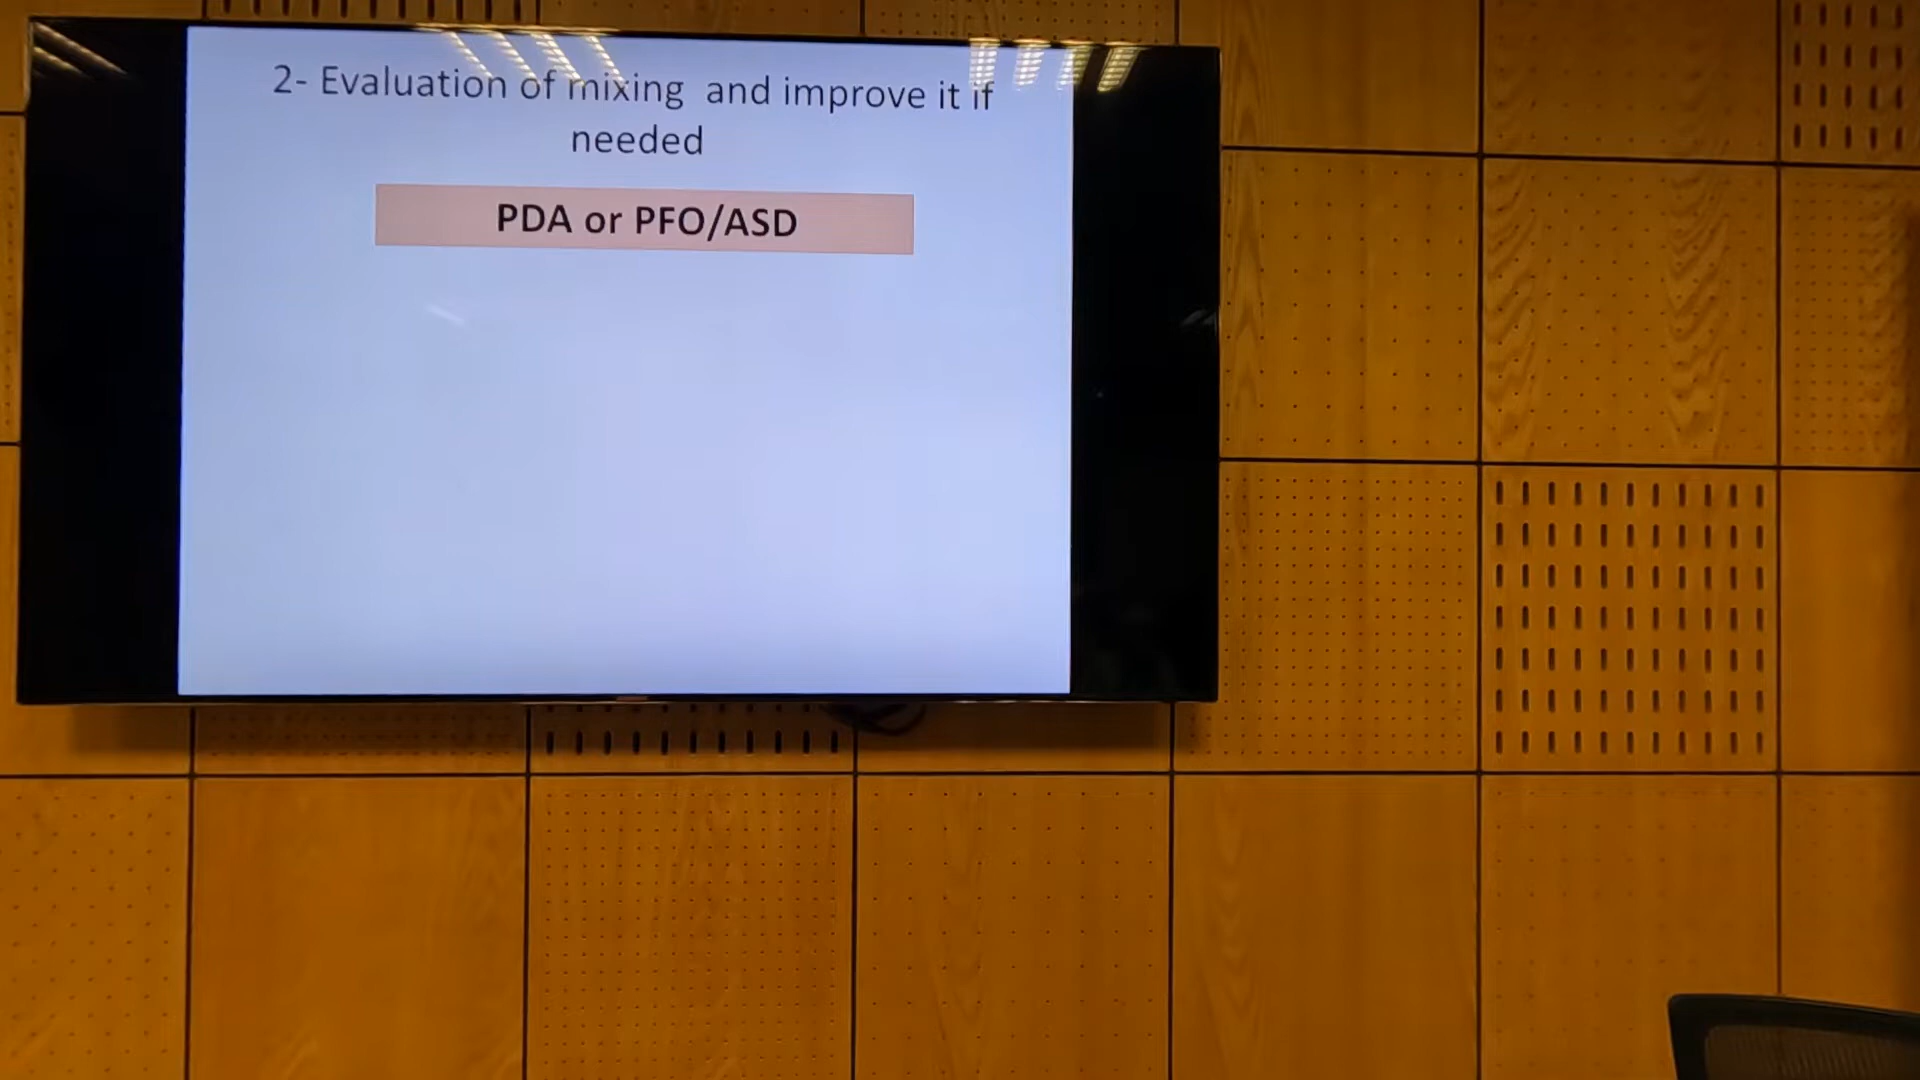 2- Evaluation of mixing and improve it if
needed
PDA or PFO/ASD